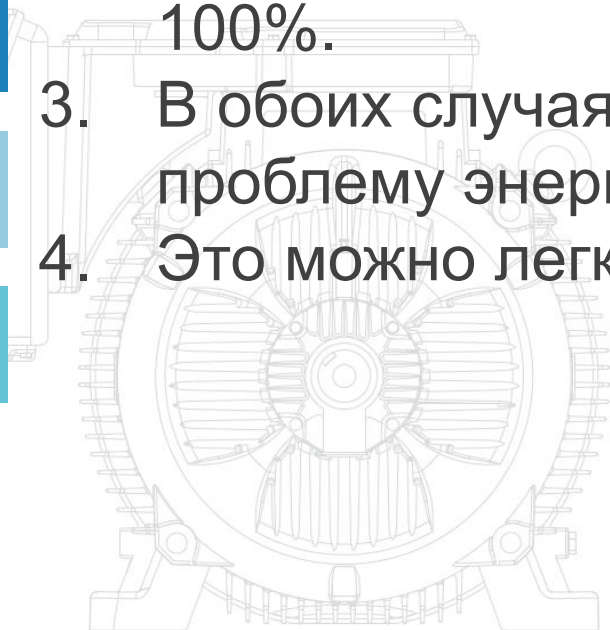 100%.
3. В обоих случая
проблему энер
4. Это можно легк